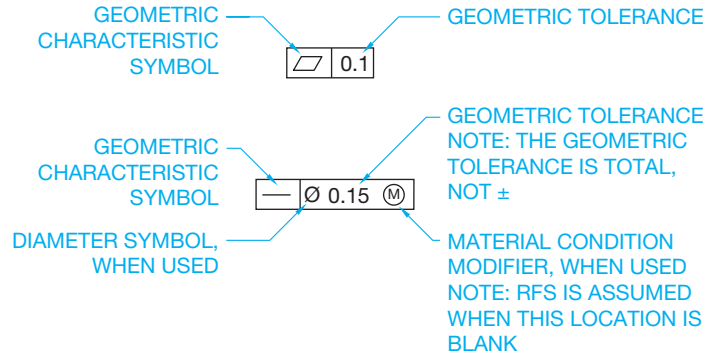 GEOMETRIC
CHARACTERISTIC
SYMBOL
GEOMETRIC TOLERANCE
0.1
GEOMETRIC
CHARACTERISTIC
SYMBOL
GEOMETRIC TOLERANCE
NOTE: THE GEOMETRIC
TOLERANCE IS TOTAL,
NOT ±
Ø 0.15 Ⓜ
DIAMETER SYMBOL,
WHEN USED
MATERIAL CONDITION
MODIFIER, WHEN USED
NOTE: RFS IS ASSUMED
WHEN THIS LOCATION IS
BLANK